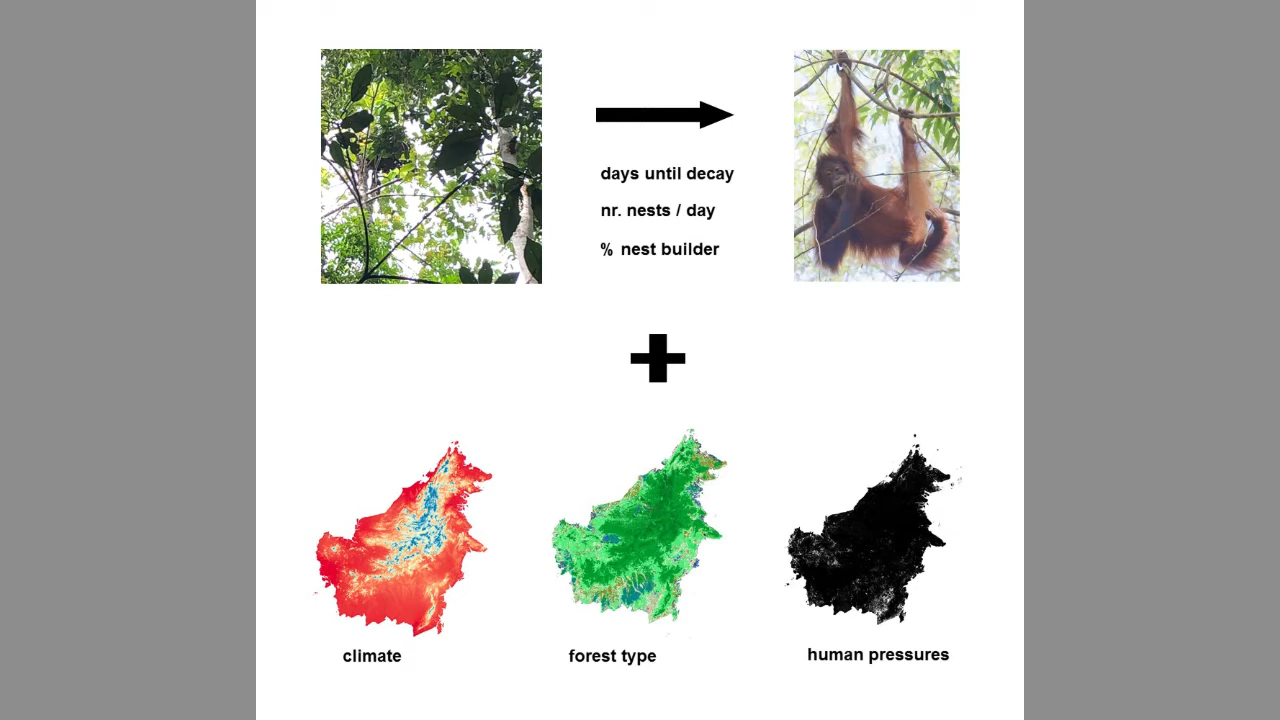 days until decay
nr. nests / day
% nest builder
climate
forest type
human pressures